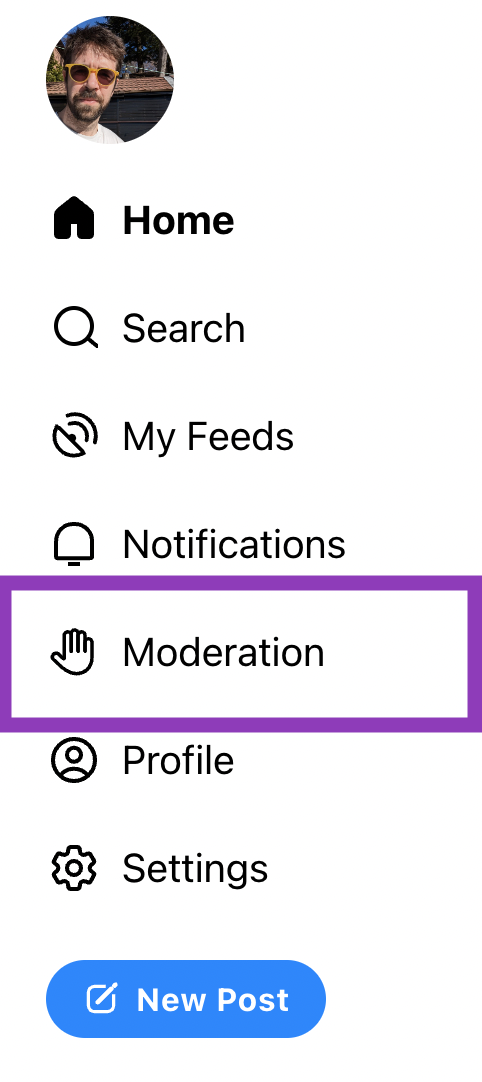 Home
Search
My Feeds
Notifications
Moderation
Profile
Settings
New Post